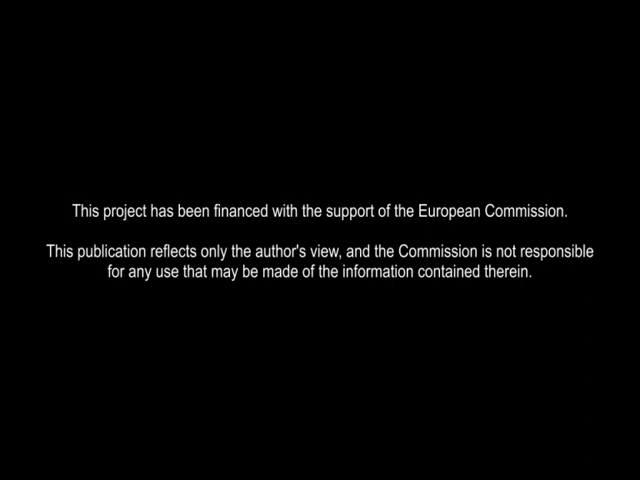 This project has been financed with the support of the European Commission.
This publication reflects only the author's view, and the Commission is not responsible
for any use that may be made of the information contained therein.